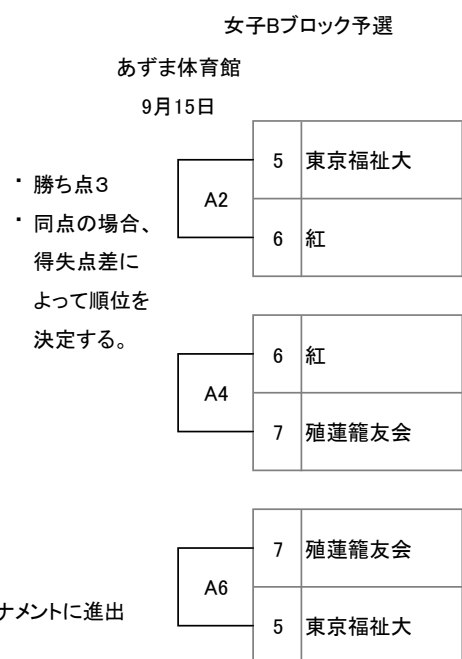 女子Bブロック予選
あずま体育館
9月15日
・ 勝ち点3
・ 同点の場合、
得失点差に
よって順位を
決定する。
A2
5 東京福祉大
6 紅
A4
6 紅
7 殖蓮籠友会
A6
7 殖蓮籠友会
5 東京福祉大
ナメントに進出